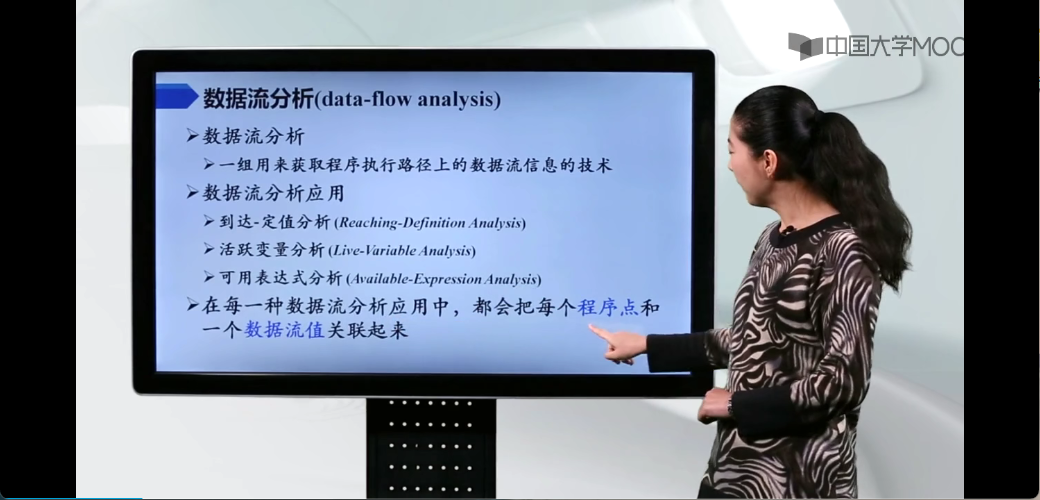 中国大学MOO
数据流分析(data-flow analysis)
数据流分析
一组用来获取程序执行路径上的数据流信息的技术
数据流分析应用
到达-定值分析(Reaching-Definition Analysis)
活跃变量分析(Live-Variable Analysis)
可用表达式分析(Available-Expression Analysis)
在每一种数据流分析应用中，都会把每个程序点和
一个数据流值关联起来